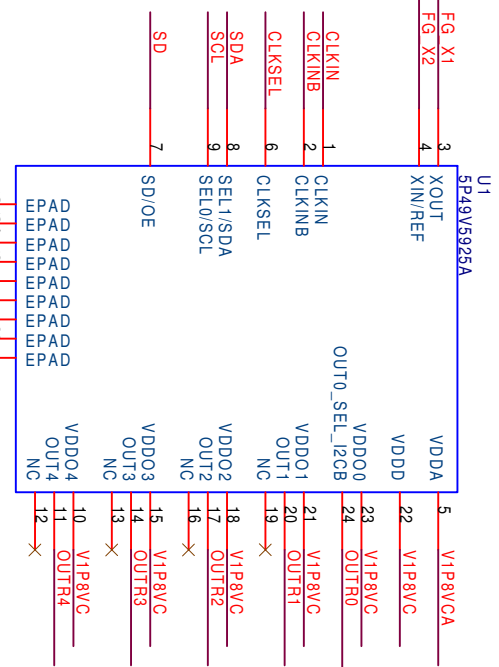 U1
5P49V5925A
FG_X1
3
XOUT
FG_X2
4
XIN/REF
CLKIN
1
CLKIN
CLKINB
2
CLKINB
CLKSEL
6
CLKSEL
SDA
8
SEL1/SDA
SCL
9
SEL0/SCL
SD
7
SD/OE
EPAD
EPAD
EPAD
EPAD
EPAD
EPAD
EPAD
EPAD
EPAD
VDDA
5
V1P8VCA
VDDD
22
V1P8VC
VDDO0
23
V1P8VC
OUT0_SEL_I2CB
24
OUTR0
VDDO1
21
V1P8VC
OUT1
20
OUTR1
NC
19
VDDO2
18
V1P8VC
OUT2
17
OUTR2
NC
16
VDDO3
15
V1P8VC
OUT3
14
OUTR3
NC
13
VDDO4
10
V1P8VC
OUT4
11
OUTR4
NC
12